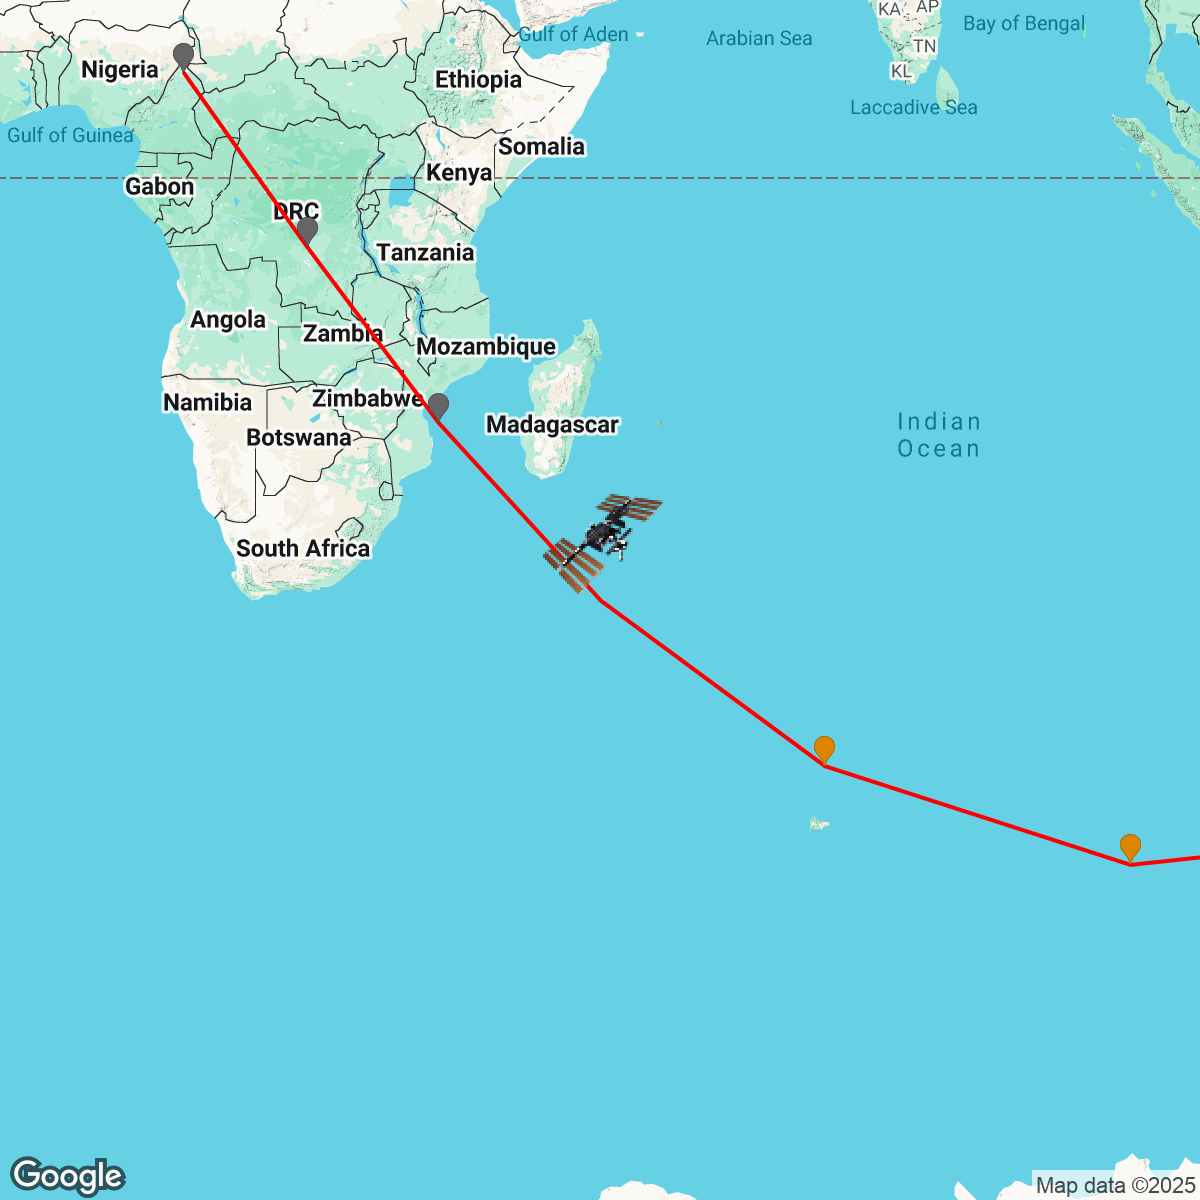 KA
AP
Gulf of Aden
Arabian Sea
Bay of Bengal
TN
Nigeria
Ethiopia
KL
Laccadive Sea
Gulf of Guinea
Somalia
Kenya
Gabon
DRC
Tanzania
Angola
Zambia
Mozambique
Namibia
Zimbabwe
Madagascar
Botswana
Indian
Ocean
South Africa
Google
Map data ©2025